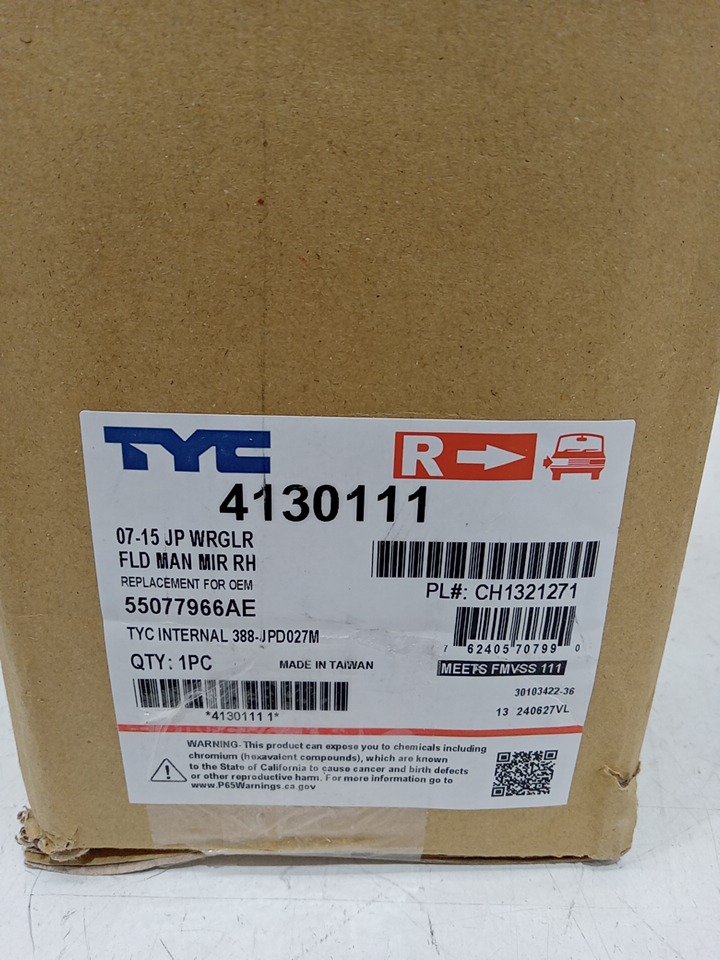 TYC
R
4130111
07-15 JP WRGLR
FLD MAN MIR RH
REPLACEMENT FOR OEM
55077966AE
TYC INTERNAL 388-JPD027M
QTY: 1PC
MADE IN TAIWAN
*4130111 1*
PL#: CH1321271
7 62405 70799 0
MEETS FMVSS 111
30103422-36
13 240627VL
WARNING- This product can expose you to chemicals including
chromium (hexavalent compounds), which are known
to the State of California to cause cancer and birth defects
or other reproductive harm. For more information go to
www.P65Warnings.ca.gov